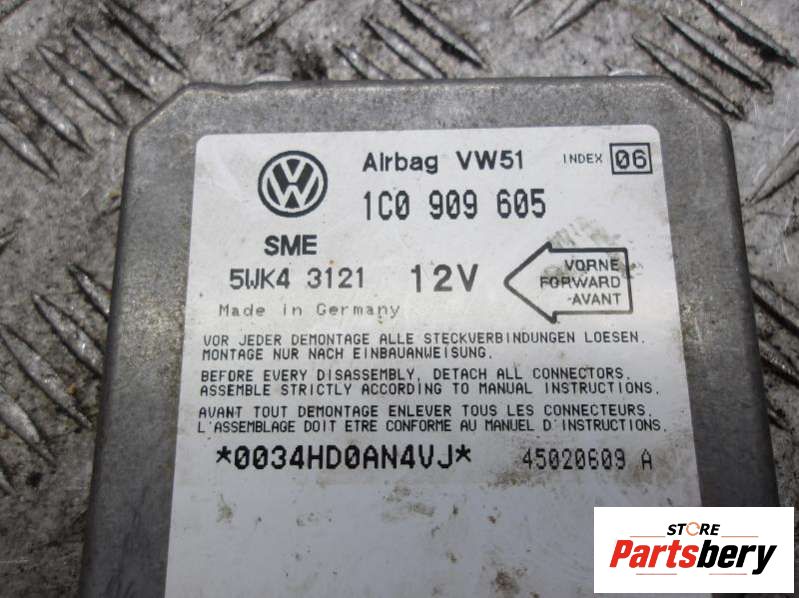 Airbag VW51 INDEX 06
1C0 909 605
SME
5WK4 3121 12V
VORNE
FORWARD
AVANT
Made in Germany
VOR JEDER DEMONTAGE ALLE STECKVERBINDUNGEN LOESEN.
MONTAGE NUR NACH EINBAUANWEISUNG.
BEFORE EVERY DISASSEMBLY, DETACH ALL CONNECTORS.
ASSEMBLE STRICTLY ACCORDING TO MANUAL INSTRUCTIONS.
AVANT TOUT DEMONTAGE ENLEVER TOUS LES CONNECTEURS.
L'ASSEMBLAGE DOIT ETRE CONFORME AU MANUEL D'INSTRUCTIONS.
*0034HD0AN4VJ* 45020609 A
STORE
Partsbery